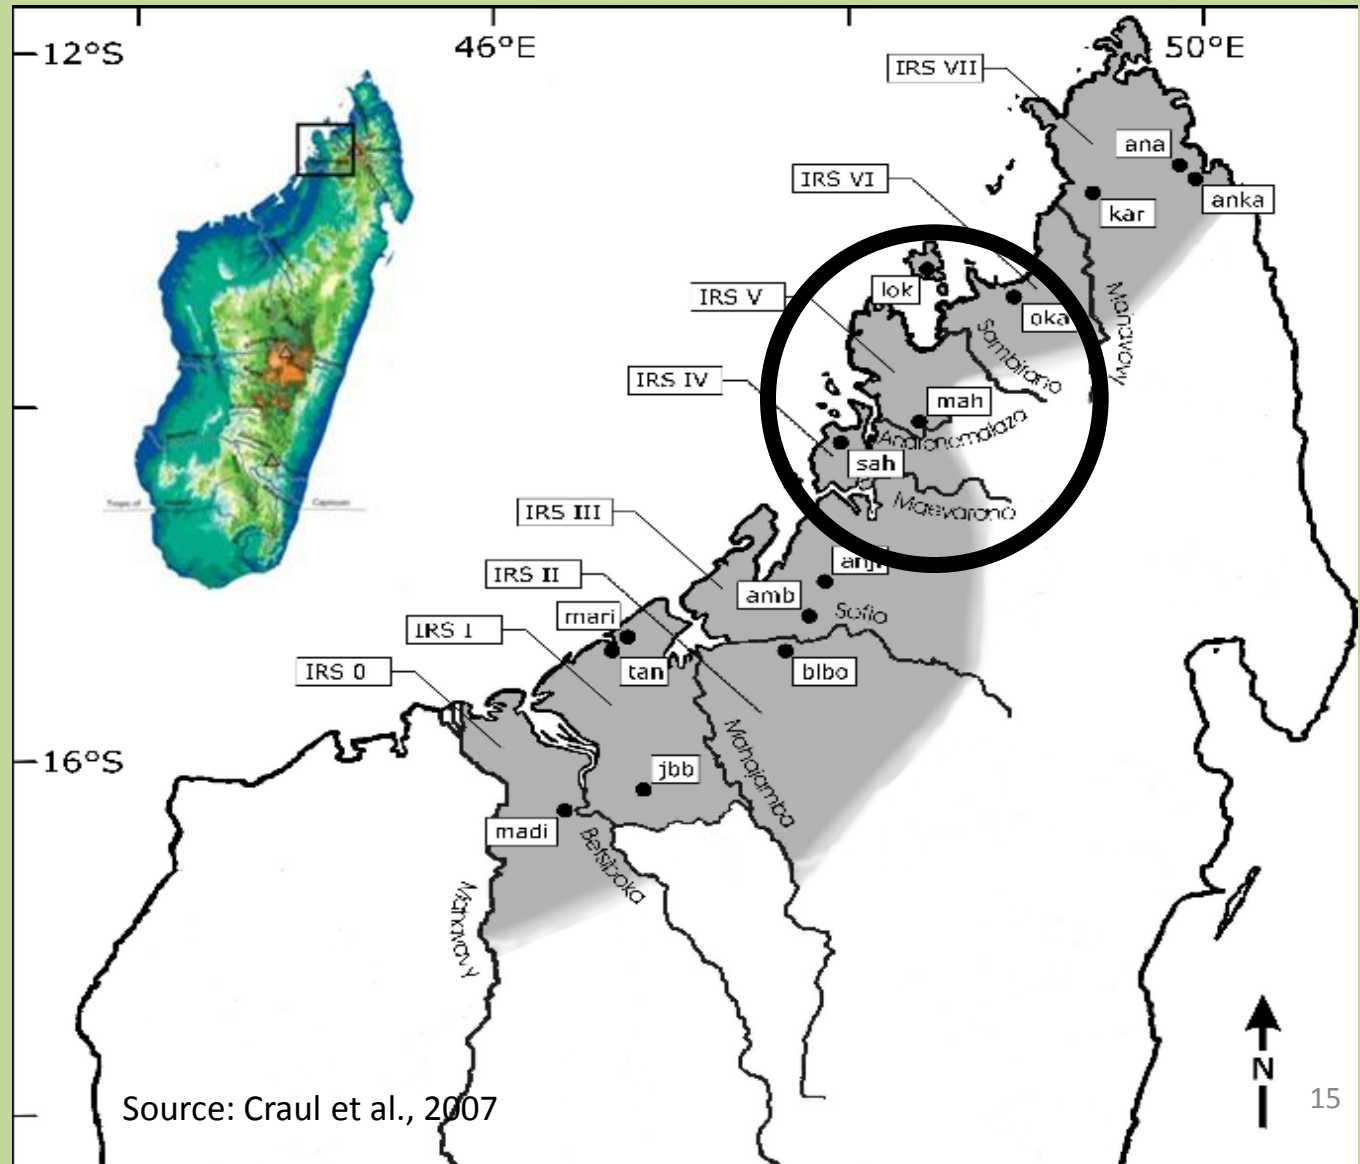 12°S
46°E
50°E
IRS VII
ana
anka
kar
IRS VI
lok
oka
Mahavavy
IRS V
Sambirano
IRS IV
mah
Andranomalaza
sah
Maevarano
IRS III
anji
IRS II
amb
Sofia
mari
IRS I
tan
blbo
IRS 0
16°S
Mahajamba
jbb
madi
Betsiboka
Mahavavy
N
Source: Craul et al., 2007
15